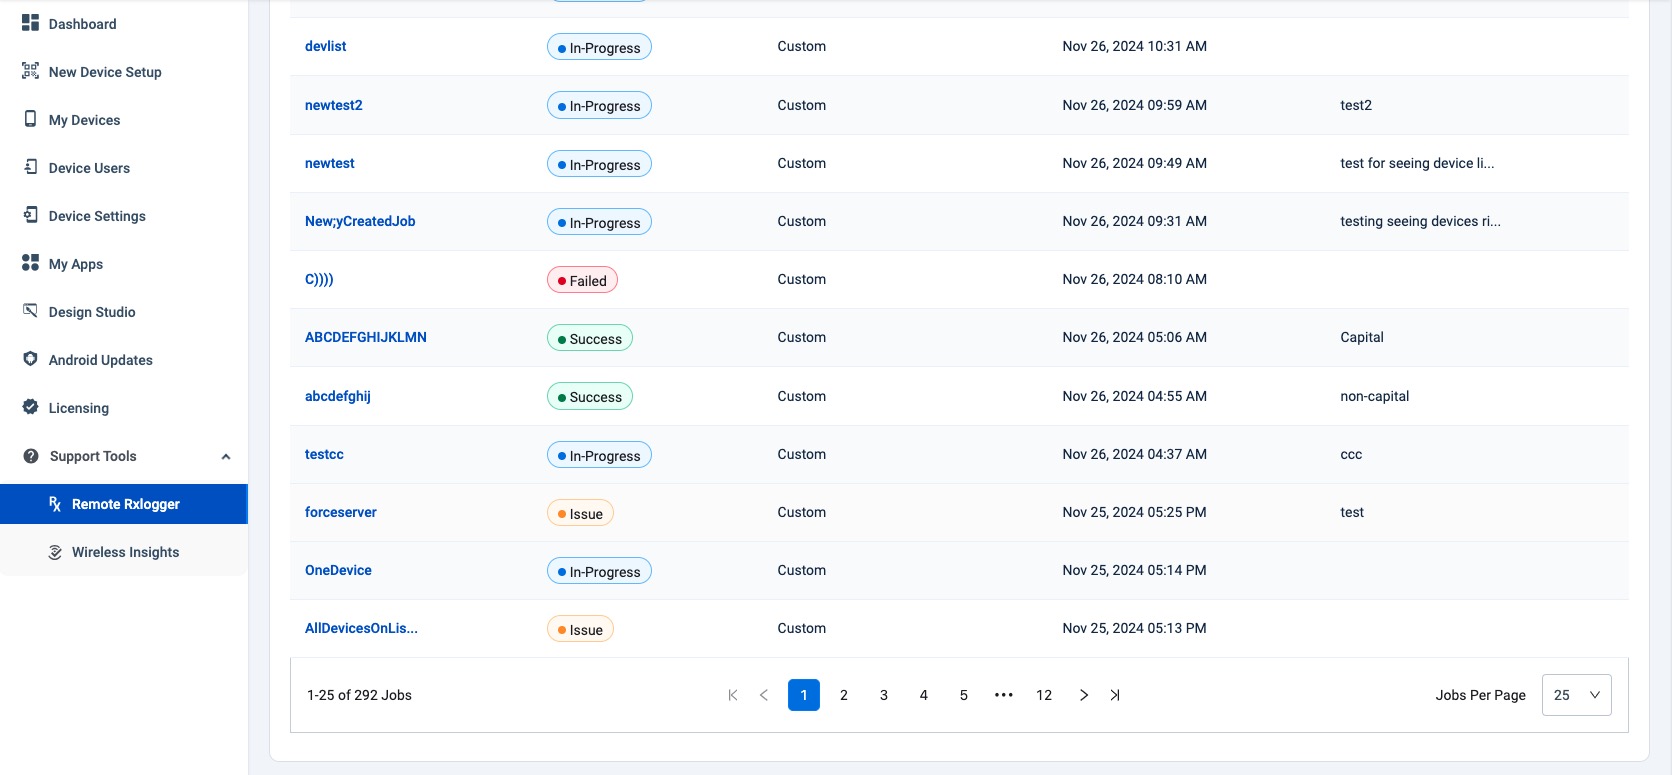 Dashboard
New Device Setup
My Devices
Device Users
Device Settings
My Apps
Design Studio
Android Updates
Licensing
Support Tools
Remote Rxlogger
Wireless Insights
devlist In-Progress Custom Nov 26, 2024 10:31 AM
newtest2 In-Progress Custom Nov 26, 2024 09:59 AM test2
newtest In-Progress Custom Nov 26, 2024 09:49 AM test for seeing device li...
New;yCreatedJob In-Progress Custom Nov 26, 2024 09:31 AM testing seeing devices ri...
C)))) Failed Custom Nov 26, 2024 08:10 AM
ABCDEFGHIJKLMN Success Custom Nov 26, 2024 05:06 AM Capital
abcdefghij Success Custom Nov 26, 2024 04:55 AM non-capital
testcc In-Progress Custom Nov 26, 2024 04:37 AM ccc
forceserver Issue Custom Nov 25, 2024 05:25 PM test
OneDevice In-Progress Custom Nov 25, 2024 05:14 PM
AllDevicesOnLis... Issue Custom Nov 25, 2024 05:13 PM
1-25 of 292 Jobs 1 2 3 4 5 ••• 12 Jobs Per Page 25